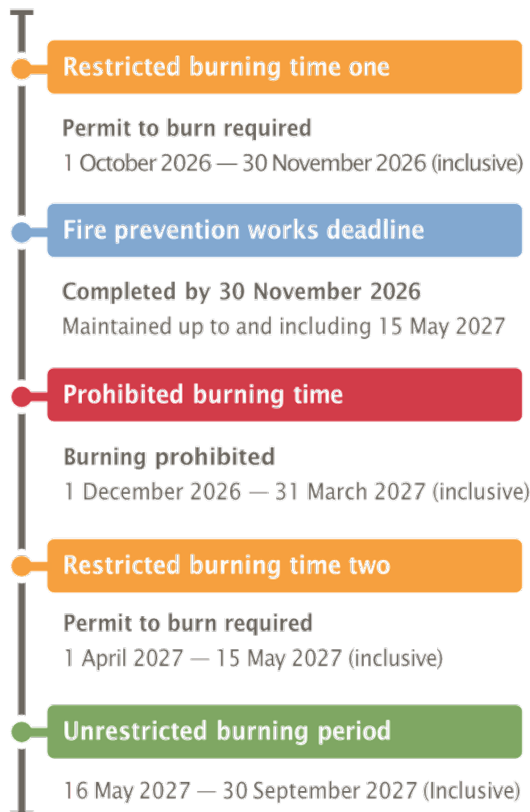 Restricted burning time one
Permit to burn required
1 October 2026 — 30 November 2026 (inclusive)
Fire prevention works deadline
Completed by 30 November 2026
Maintained up to and including 15 May 2027
Prohibited burning time
Burning prohibited
1 December 2026 — 31 March 2027 (inclusive)
Restricted burning time two
Permit to burn required
1 April 2027 — 15 May 2027 (inclusive)
Unrestricted burning period
16 May 2027 — 30 September 2027 (Inclusive)